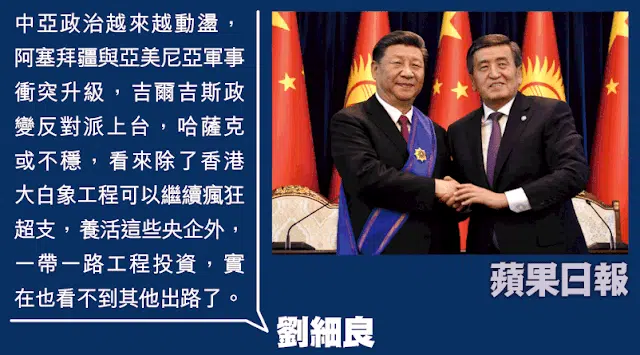 中亞政治越來越動盪，
阿塞拜疆與亞美尼亞軍事
衝突升級，吉爾吉斯政
變反對派上台，哈薩克
或不穩，看來除了香港
大白象工程可以繼續瘋狂
超支，養活這些央企外，
一帶一路工程投資，實
在也看不到其他出路了。
蘋果日報
劉細良